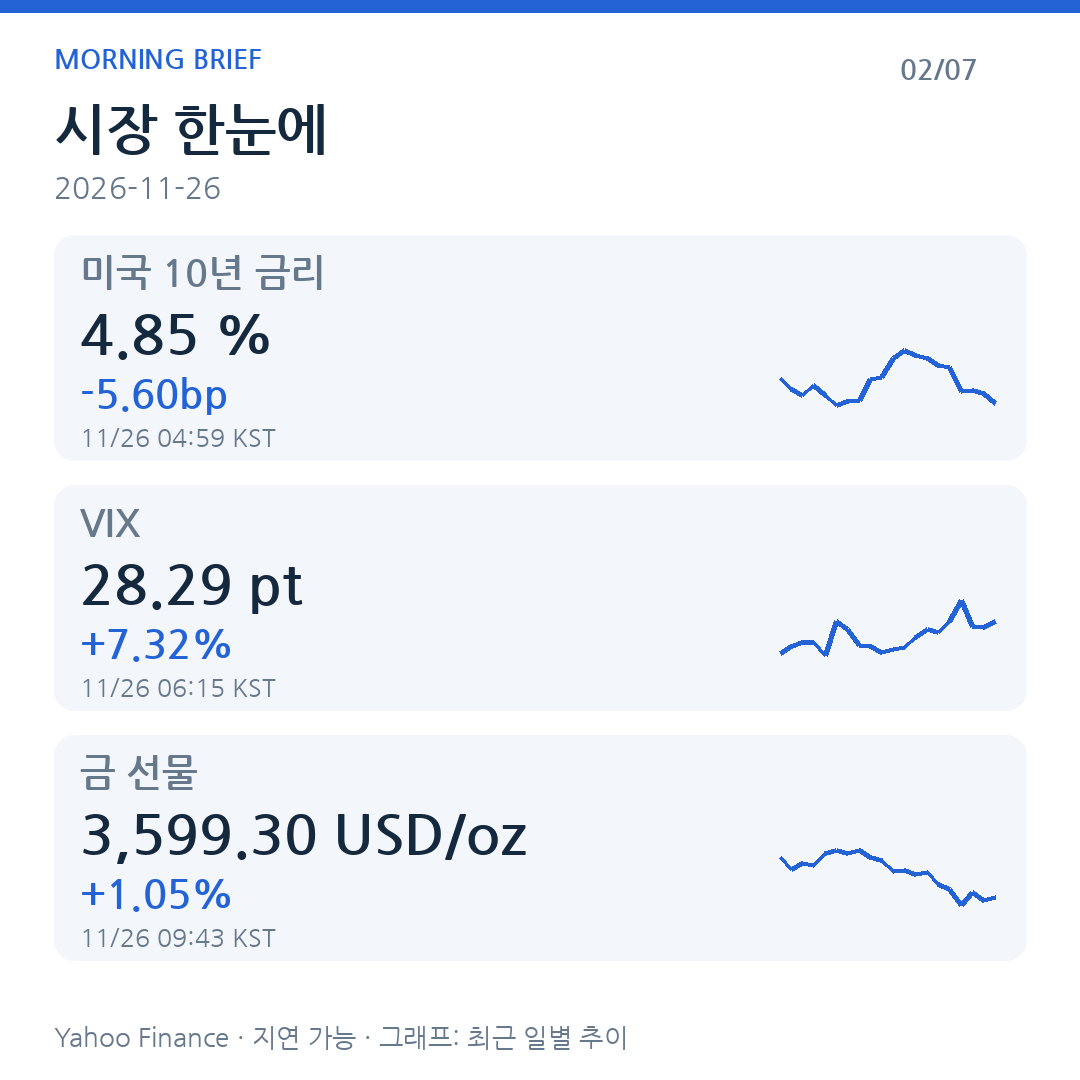 MORNING BRIEF
02/07
시장 한눈에
2026-11-26
미국 10년 금리
4.85 %
-5.60bp
11/26 04:59 KST
VIX
28.29 pt
+7.32%
11/26 06:15 KST
금 선물
3,599.30 USD/oz
+1.05%
11/26 09:43 KST
Yahoo Finance · 지연 가능 · 그래프: 최근 일별 추이